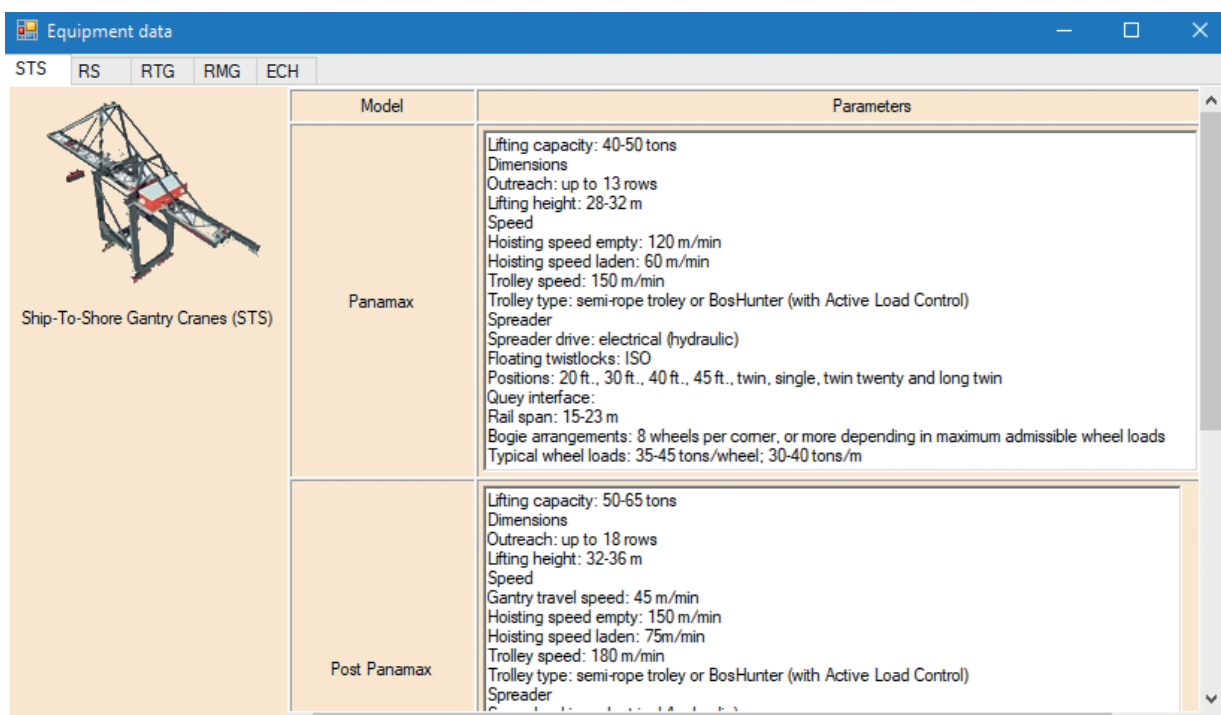 Equipment data
STS RS RTG RMG ECH
Model Parameters
Ship-To-Shore Gantry Cranes (STS)
Panamax
Lifting capacity: 40-50 tons
Dimensions
Outreach: up to 13 rows
Lifting height: 28-32 m
Speed
Hoisting speed empty: 120 m/min
Hoisting speed laden: 60 m/min
Trolley speed: 150 m/min
Trolley type: semi-rope troley or BosHunter (with Active Load Control)
Spreader
Spreader drive: electrical (hydraulic)
Floating twistlocks: ISO
Positions: 20 ft., 30 ft., 40 ft., 45 ft., twin, single, twin twenty and long twin
Quey interface:
Rail span: 15-23 m
Bogie arrangements: 8 wheels per corner, or more depending in maximum admissible wheel loads
Typical wheel loads: 35-45 tons/wheel; 30-40 tons/m
Post Panamax
Lifting capacity: 50-65 tons
Dimensions
Outreach: up to 18 rows
Lifting height: 32-36 m
Speed
Gantry travel speed: 45 m/min
Hoisting speed empty: 150 m/min
Hoisting speed laden: 75m/min
Trolley speed: 180 m/min
Trolley type: semi-rope troley or BosHunter (with Active Load Control)
Spreader